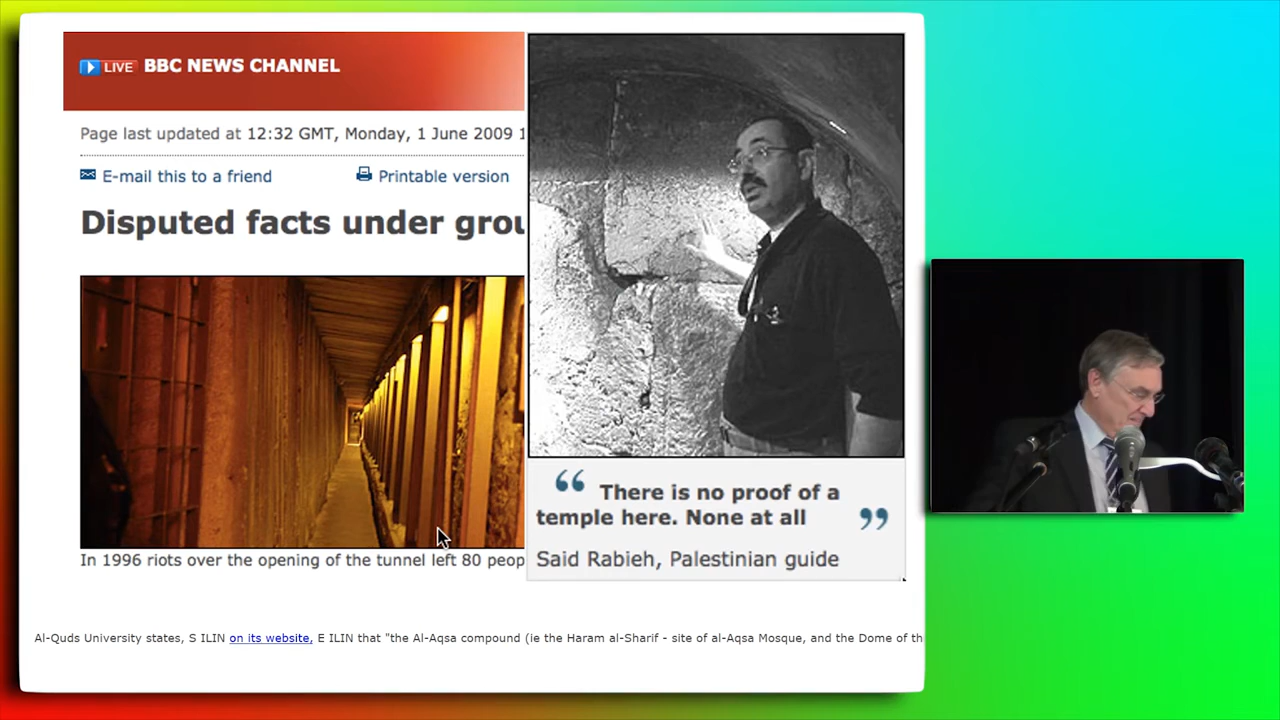 LIVE BBC NEWS CHANNEL
Page last updated at 12:32 GMT, Monday, 1 June 2009 1
E-mail this to a friend
Printable version
Disputed facts under grou
In 1996 riots over the opening of the tunnel left 80 peop
“ There is no proof of a
temple here. None at all ”
Said Rabieh, Palestinian guide
Al-Quds University states, S ILIN on its website, E ILIN that "the Al-Aqsa compound (ie the Haram al-Sharif - site of al-Aqsa Mosque, and the Dome of th